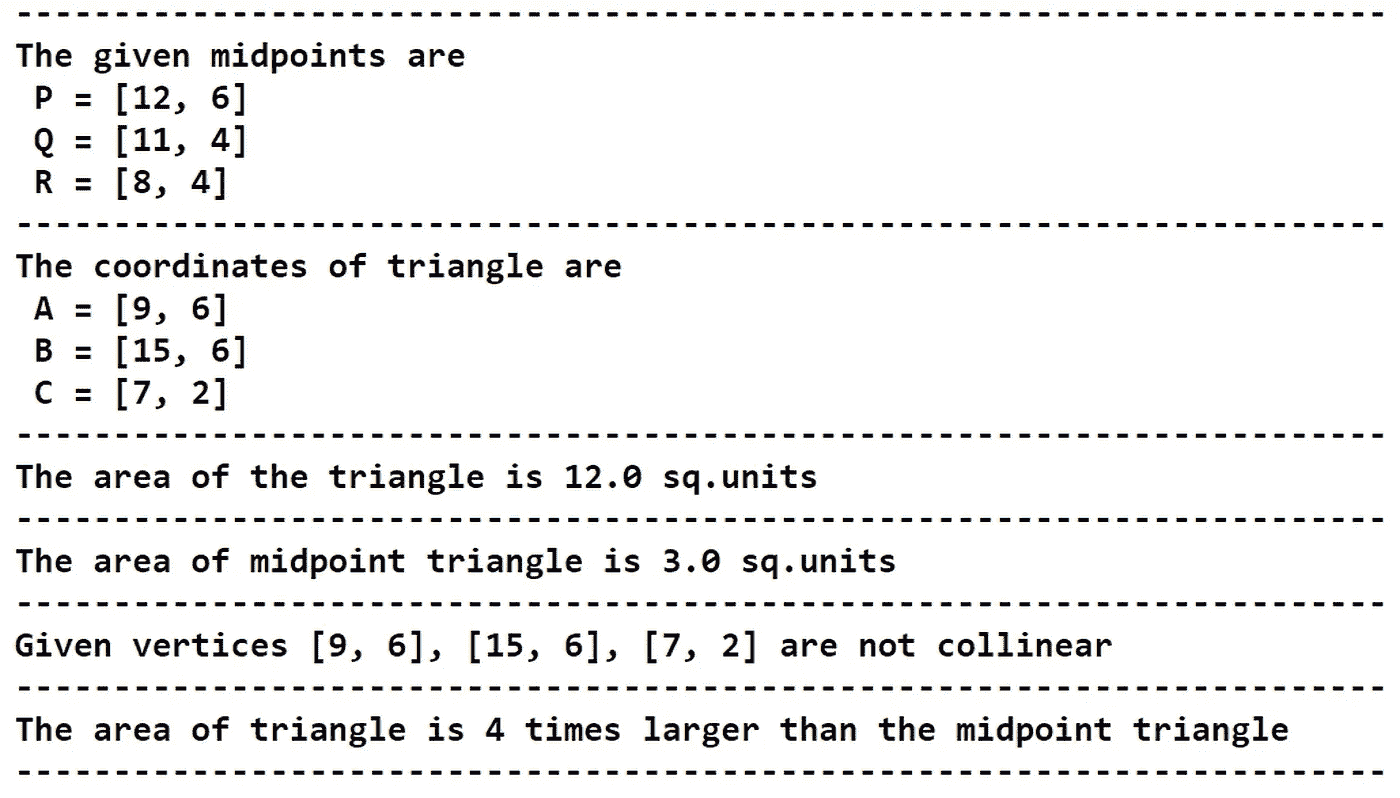 ----------------------------------------------------------------------
The given midpoints are
P = [12, 6]
Q = [11, 4]
R = [8, 4]
----------------------------------------------------------------------
The coordinates of triangle are
A = [9, 6]
B = [15, 6]
C = [7, 2]
----------------------------------------------------------------------
The area of the triangle is 12.0 sq.units
----------------------------------------------------------------------
The area of midpoint triangle is 3.0 sq.units
----------------------------------------------------------------------
Given vertices [9, 6], [15, 6], [7, 2] are not collinear
----------------------------------------------------------------------
The area of triangle is 4 times larger than the midpoint triangle
----------------------------------------------------------------------